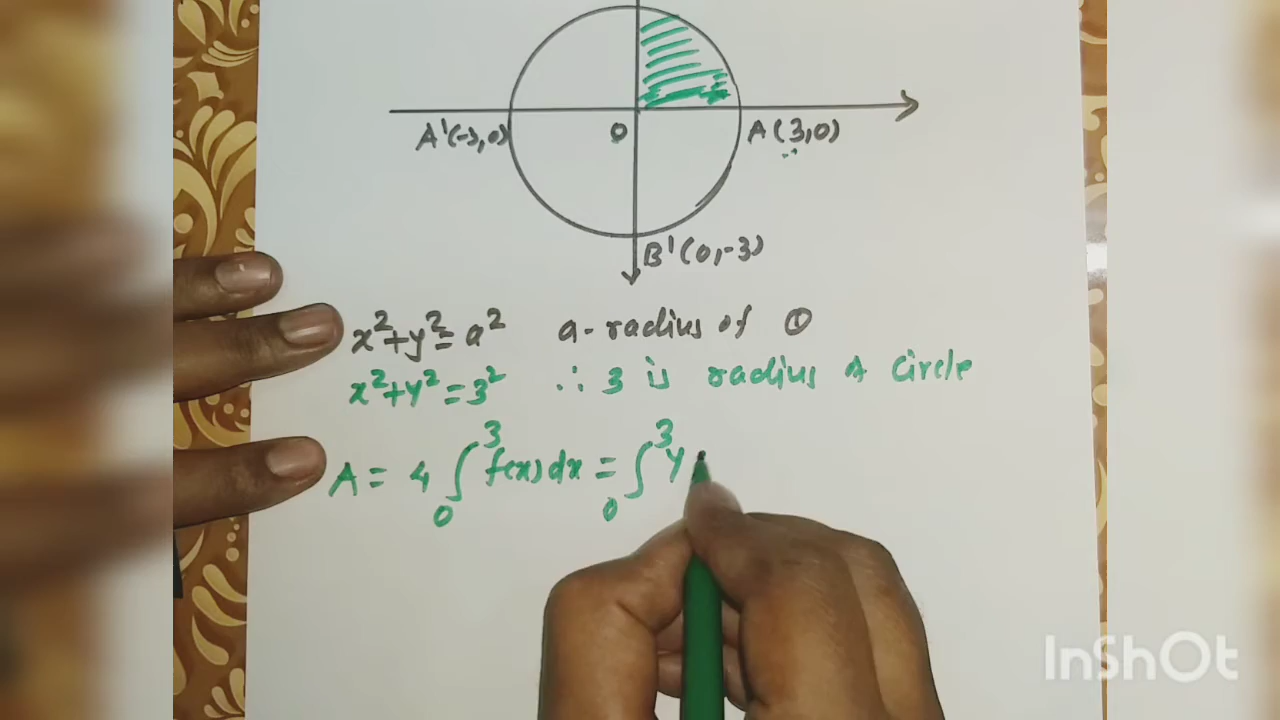 A'(-3,0) O A(3,0)
B'(0,-3)
x²+y²=a² a-radius of ⊙
x²+y²=3² ∴ 3 is radius of Circle
A = 4 ∫₀³ f(x) dx = ∫₀³ y
InShOt